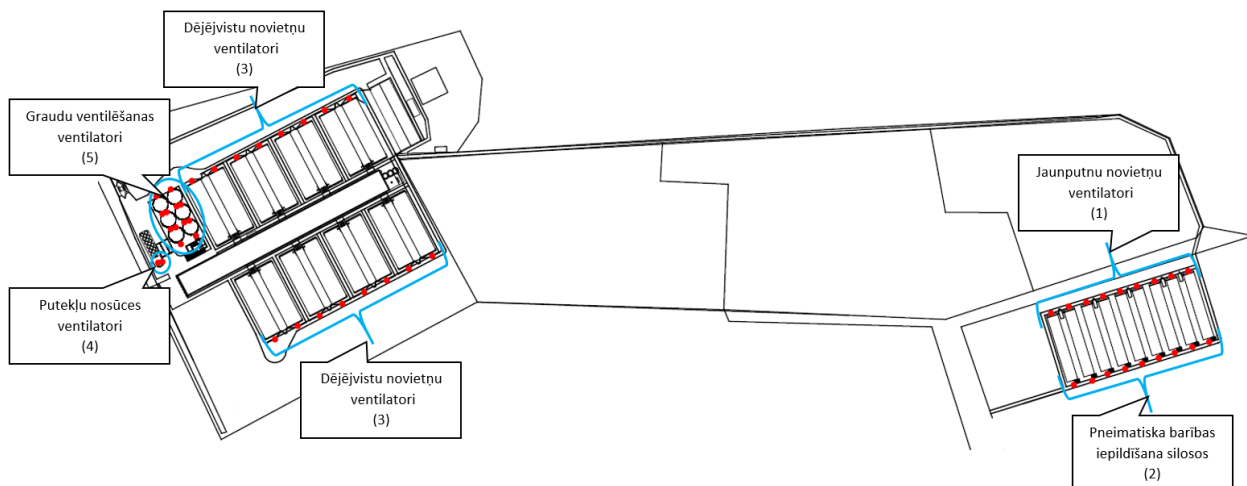 Dējējvistu novietņu
ventilatori
(3)
Graudu ventilēšanas
ventilatori
(5)
Jaunputnu novietņu
ventilatori
(1)
Putekļu nosūces
ventilatori
(4)
Dējējvistu novietņu
ventilatori
(3)
Pneimatiska barības
iepildīšana silosos
(2)